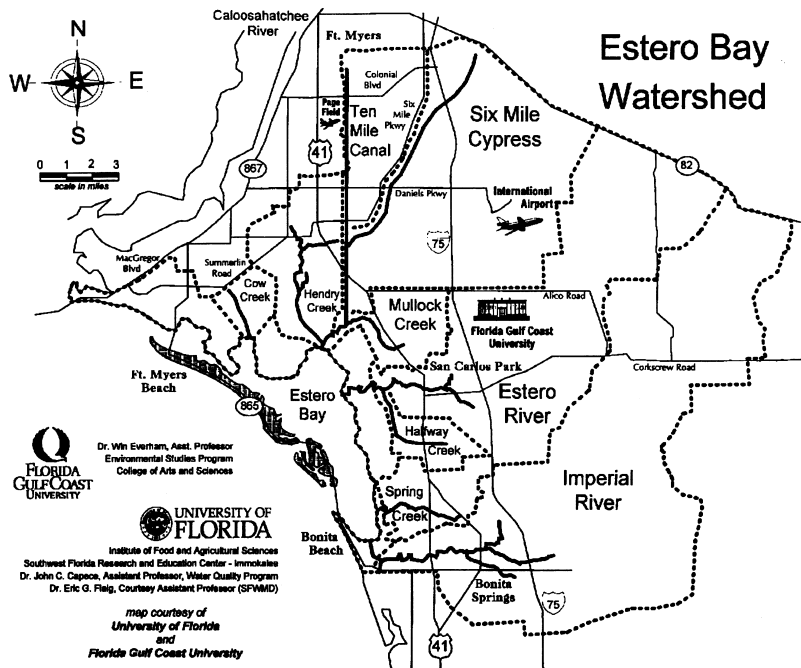 Estero Bay
Watershed
N
W
E
S
0 1 2 3
scale in miles
Caloosahatchee
River
Ft. Myers
Colonial
Blvd
Page
Field
Ten
Mile
Canal
Six
Mile
Pkwy
Six Mile
Cypress
41
867
82
Daniels Pkwy
International
Airport
75
MacGregor
Blvd
Summerlin
Road
Cow
Creek
Hendry
Creek
Mullock
Creek
Florida Gulf Coast
University
Alico Road
Ft. Myers
Beach
865
Estero
Bay
San Carlos Park
Corkscrew Road
Estero
River
Halfway
Creek
Imperial
River
Spring
Creek
Bonita
Beach
Bonita
Springs
75
41
FLORIDA
GULF COAST
UNIVERSITY
Dr. Win Everham, Asst. Professor
Environmental Studies Program
College of Arts and Sciences
UNIVERSITY OF
FLORIDA
Institute of Food and Agricultural Sciences
Southwest Florida Research and Education Center - Immokalee
Dr. John C. Capece, Assistant Professor, Water Quality Program
Dr. Eric G. Flaig, Courtsey Assistant Professor (SFWMD)
map courtesy of
University of Florida
and
Florida Gulf Coast University